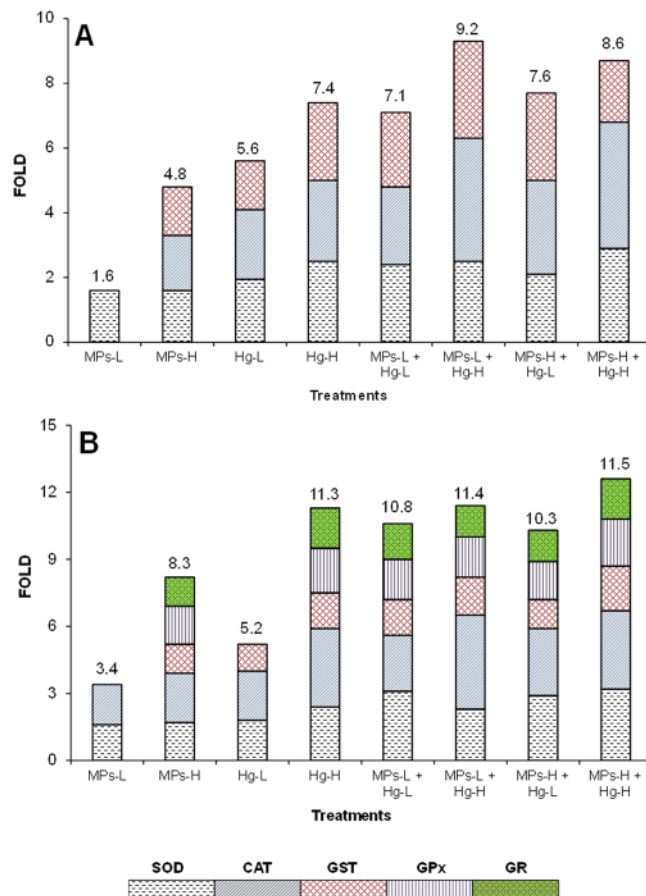 A
FOLD
10
8
6
4
2
0
1.6
4.8
5.6
7.4
7.1
9.2
7.6
8.6
MPs-L
MPs-H
Hg-L
Hg-H
MPs-L +
Hg-L
MPs-L +
Hg-H
MPs-H +
Hg-L
MPs-H +
Hg-H
Treatments
B
FOLD
15
12
9
6
3
0
3.4
8.3
5.2
11.3
10.8
11.4
10.3
11.5
MPs-L
MPs-H
Hg-L
Hg-H
MPs-L +
Hg-L
MPs-L +
Hg-H
MPs-H +
Hg-L
MPs-H +
Hg-H
Treatments
SOD CAT GST GPx GR